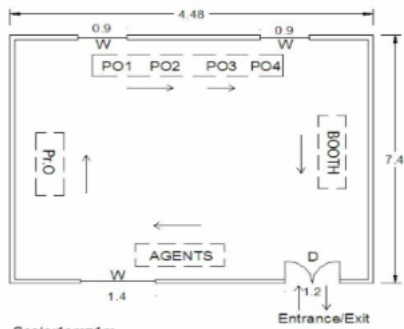 4.48
0.9 0.9
W W
PO1 PO2 PO3 PO4
Pr.O
BOOTH
7.4
AGENTS
W D
1.4 1.2
Entrance/Exit